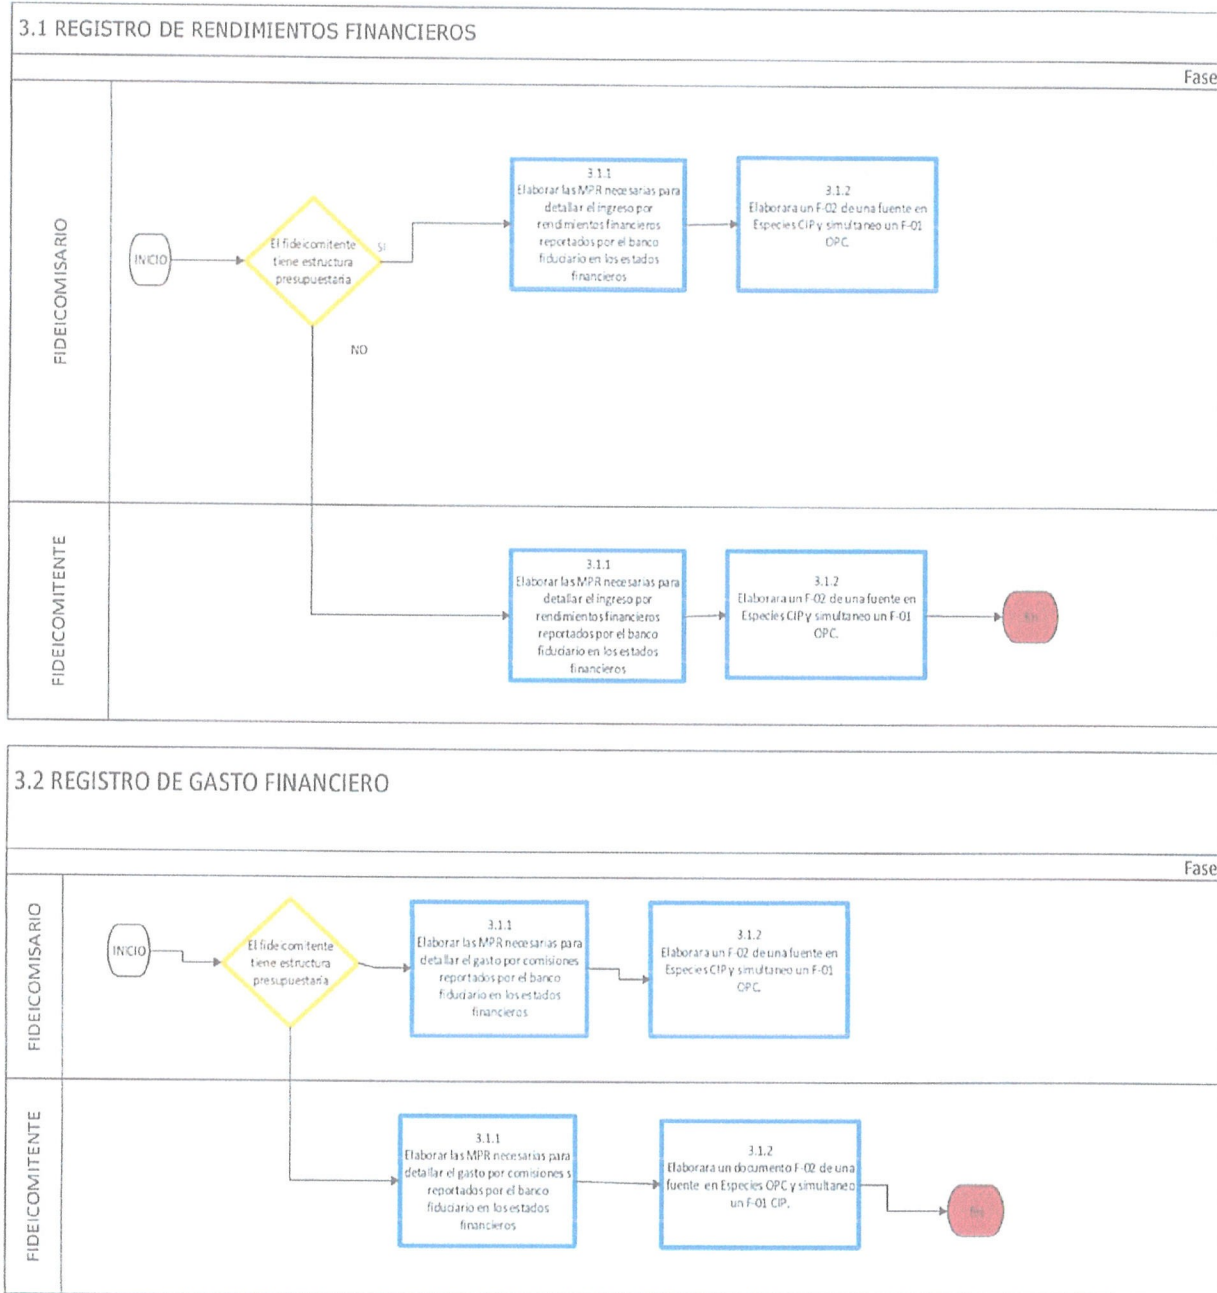 3.1 REGISTRO DE RENDIMIENTOS FINANCIEROS
Fase
FIDEICOMISARIO
INICIO
El fideicomitente
tiene estructura
presupuestaria
SI
NO
3.1.1
Elaborar las MPR necesarias para
detallar el ingreso por
rendimientos financieros
reportados por el banco
fiduciario en los estados
financieros
3.1.2
Elaborara un F-02 de una fuente en
Especies CIP y simultaneo un F-01
OPC.
FIDEICOMITENTE
3.1.1
Elaborar las MPR necesarias para
detallar el ingreso por
rendimientos financieros
reportados por el banco
fiduciario en los estados
financieros
3.1.2
Elaborara un F-02 de una fuente en
Especies CIP y simultaneo un F-01
OPC.
3.2 REGISTRO DE GASTO FINANCIERO
Fase
FIDEICOMISARIO
INICIO
El fideicomitente
tiene estructura
presupuestaria
3.1.1
Elaborar las MPR necesarias para
detallar el gasto por comisiones
reportados por el banco
fiduciario en los estados
financieros
3.1.2
Elaborara un F-02 de una fuente en
Especies CIP y simultaneo un F-01
OPC.
FIDEICOMITENTE
3.1.1
Elaborar las MPR necesarias para
detallar el gasto por comisiones s
reportados por el banco
fiduciario en los estados
financieros
3.1.2
Elaborara un documento F-02 de una
fuente en Especies OPC y simultaneo
un F-01 CIP.